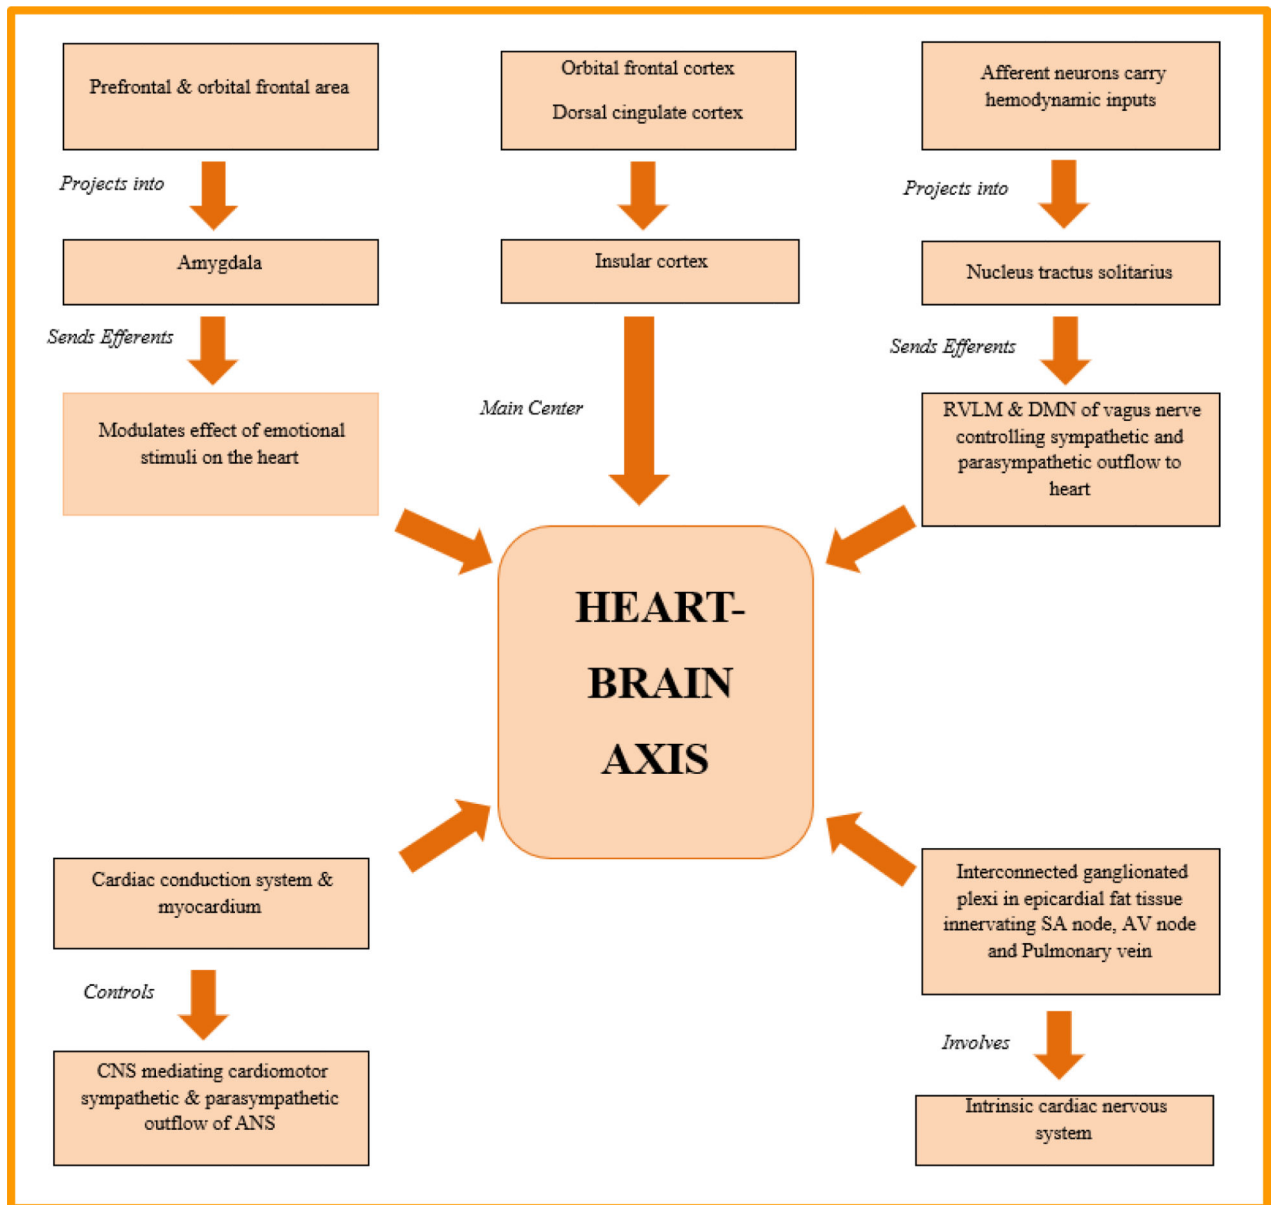 Prefrontal & orbital frontal area
Projects into
Amygdala
Sends Efferents
Modulates effect of emotional
stimuli on the heart
Orbital frontal cortex
Dorsal cingulate cortex
Insular cortex
Main Center
Afferent neurons carry
hemodynamic inputs
Projects into
Nucleus tractus solitarius
Sends Efferents
RVLM & DMN of vagus nerve
controlling sympathetic and
parasympathetic outflow to
heart
HEART-
BRAIN
AXIS
Cardiac conduction system &
myocardium
Controls
CNS mediating cardiomotor
sympathetic & parasympathetic
outflow of ANS
Interconnected ganglionated
plexi in epicardial fat tissue
innervating SA node, AV node
and Pulmonary vein
Involves
Intrinsic cardiac nervous
system